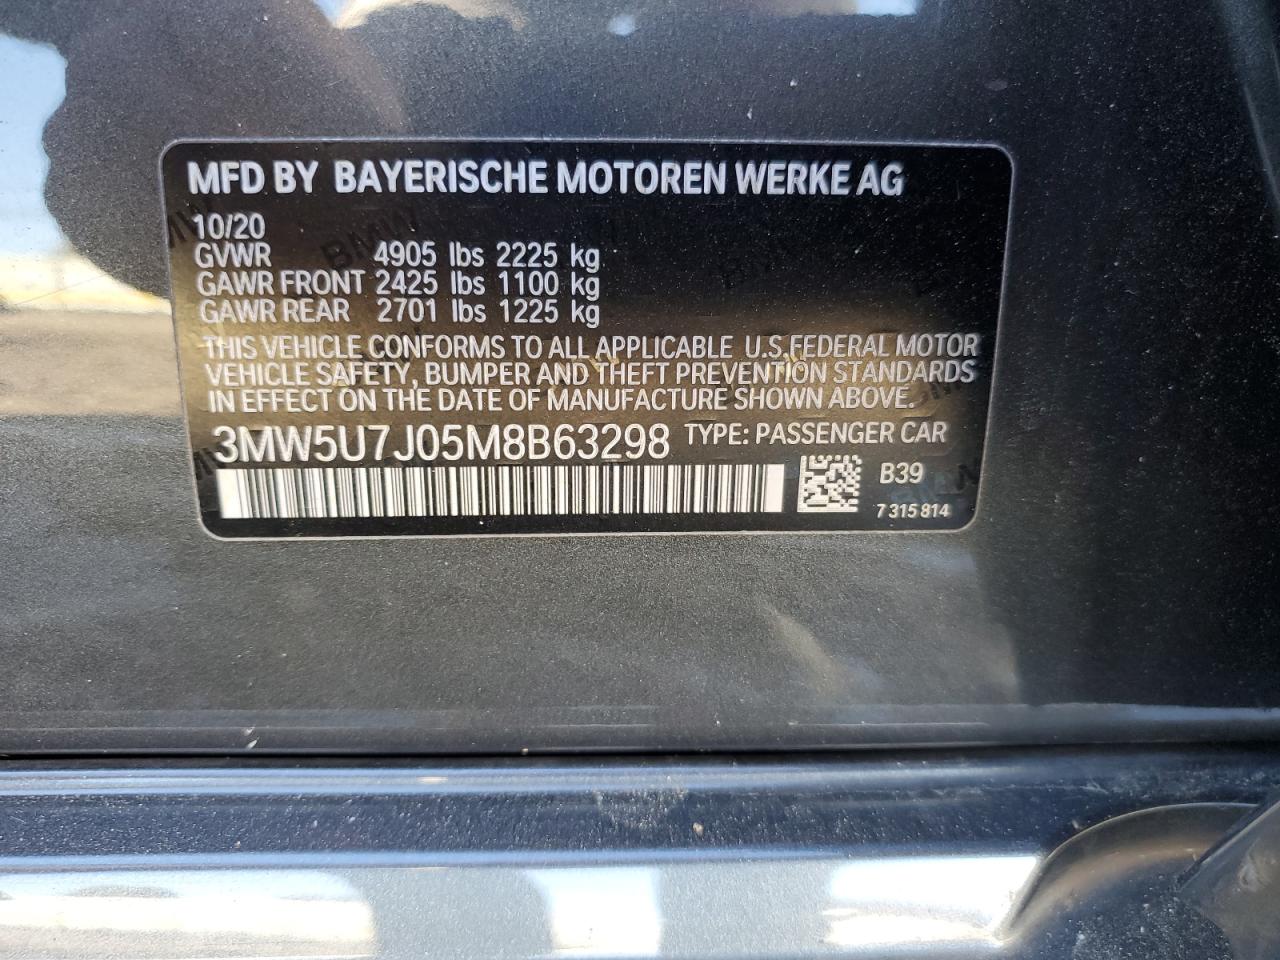 MFD BY BAYERISCHE MOTOREN WERKE AG
10/20
GVWR 4905 lbs 2225 kg
GAWR FRONT 2425 lbs 1100 kg
GAWR REAR 2701 lbs 1225 kg
THIS VEHICLE CONFORMS TO ALL APPLICABLE U.S.FEDERAL MOTOR
VEHICLE SAFETY, BUMPER AND THEFT PREVENTION STANDARDS
IN EFFECT ON THE DATE OF MANUFACTURE SHOWN ABOVE.
3MW5U7J05M8B63298 TYPE: PASSENGER CAR
B39
7 315 814